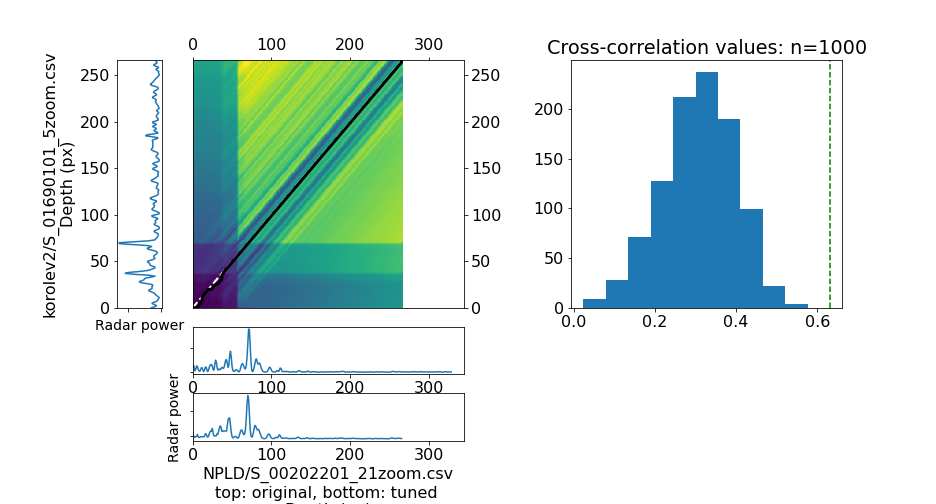 0 100 200 300
korolev2/S_01690101_5zoom.csv
Depth (px)
250
200
150
100
50
0
250
200
150
100
50
0
Radar power
0 100 200 300
Radar power
0 100 200 300
NPLD/S_00202201_21zoom.csv
top: original, bottom: tuned
Cross-correlation values: n=1000
200
150
100
50
0
0.0 0.2 0.4 0.6